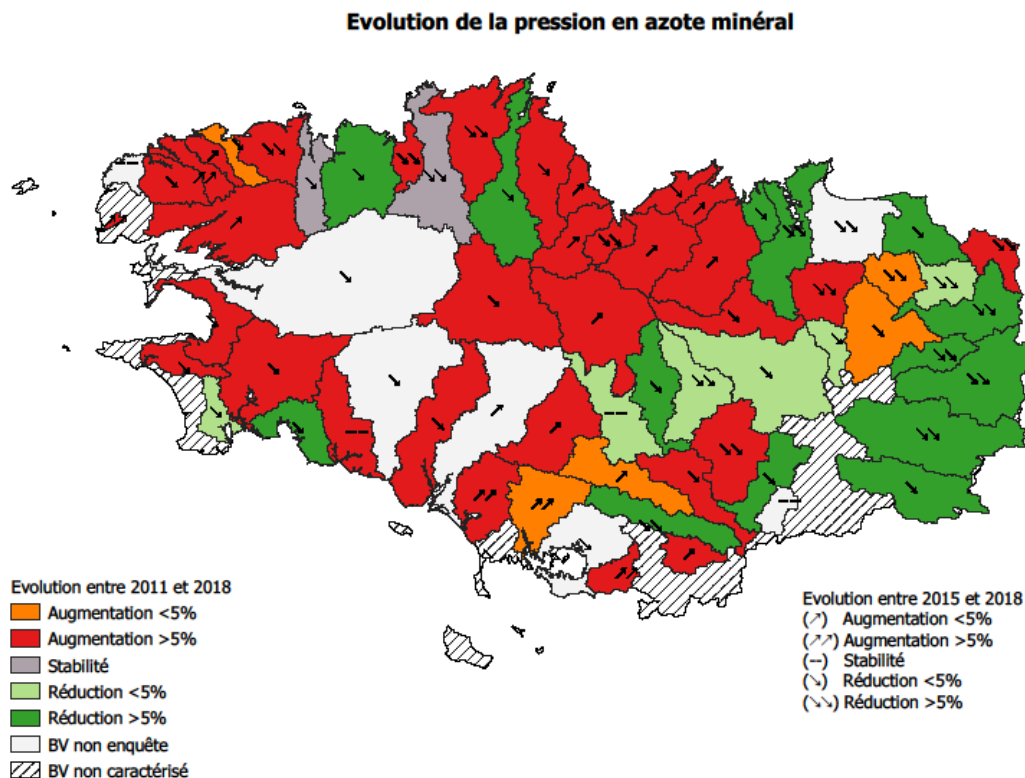 Evolution de la pression en azote minéral
Evolution entre 2011 et 2018
Augmentation <5%
Augmentation >5%
Stabilité
Réduction <5%
Réduction >5%
BV non enquête
BV non caractérisé
Evolution entre 2015 et 2018
(↗) Augmentation <5%
(↗↗) Augmentation >5%
(--) Stabilité
(↘) Réduction <5%
(↘↘) Réduction >5%